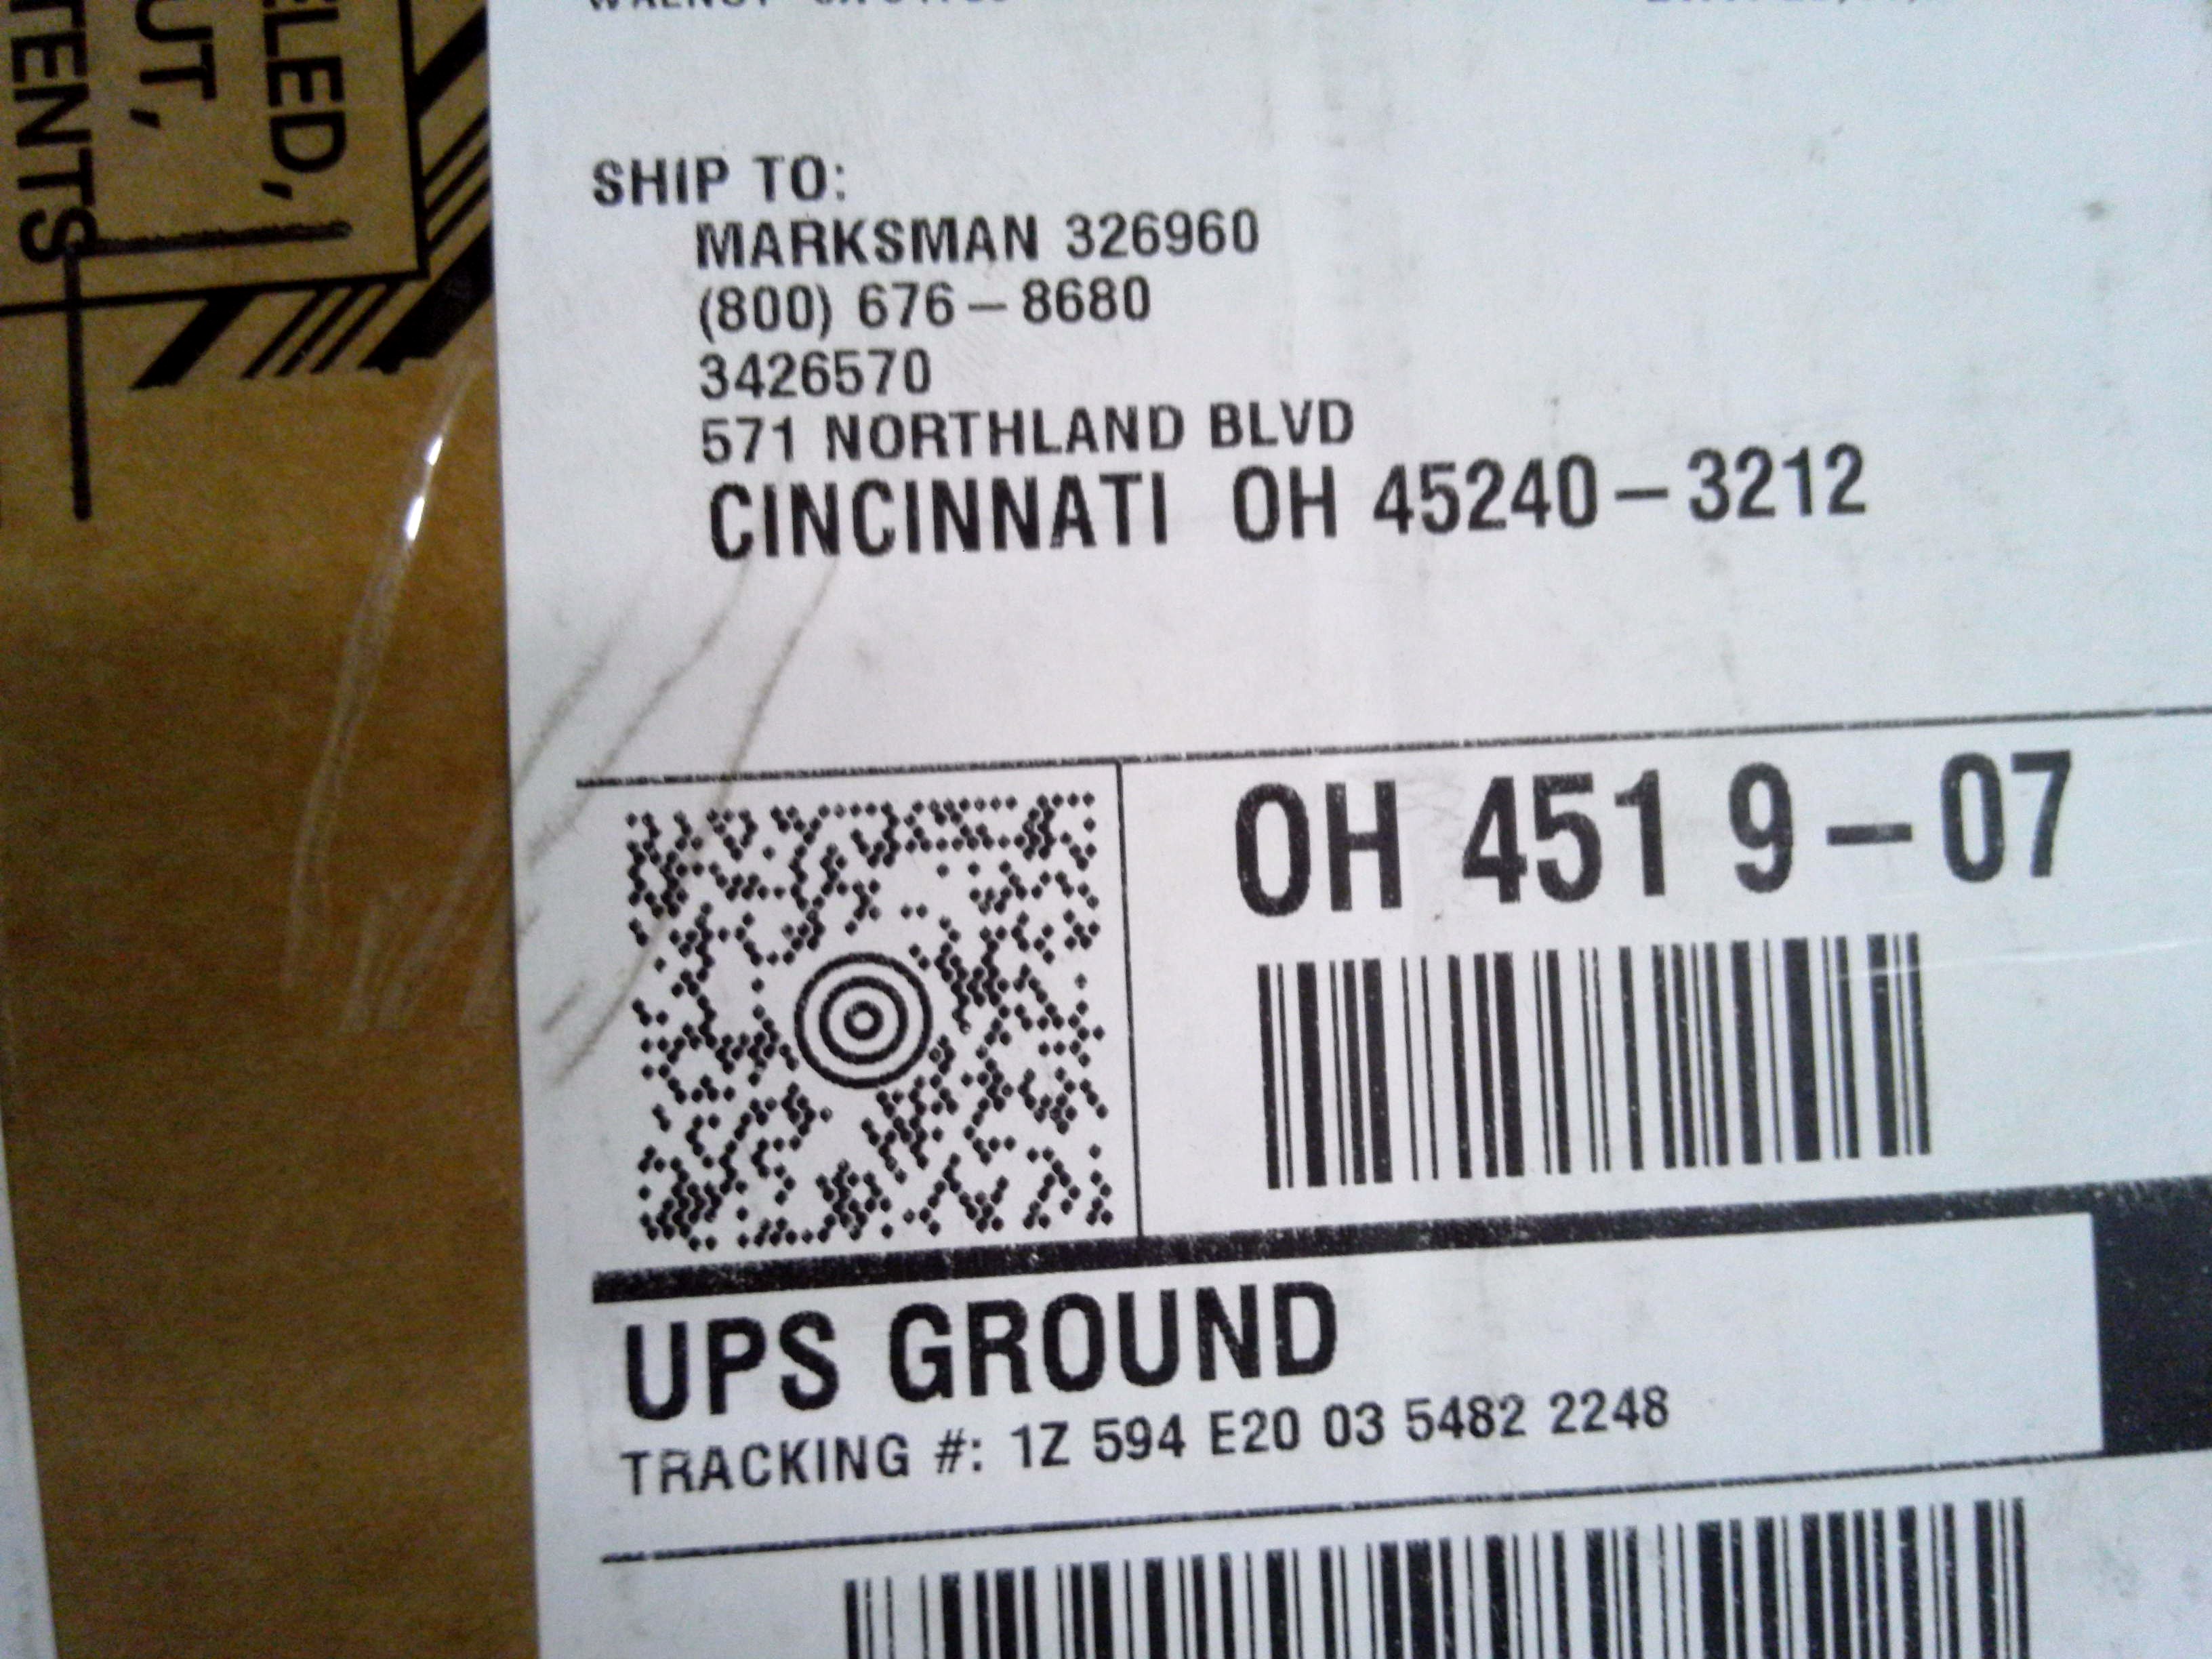 SHIP TO:
MARKSMAN 326960
(800) 676-8680
3426570
571 NORTHLAND BLVD
CINCINNATI OH 45240-3212
OH 451 9-07
UPS GROUND
TRACKING #: 1Z 594 E20 03 5482 2248